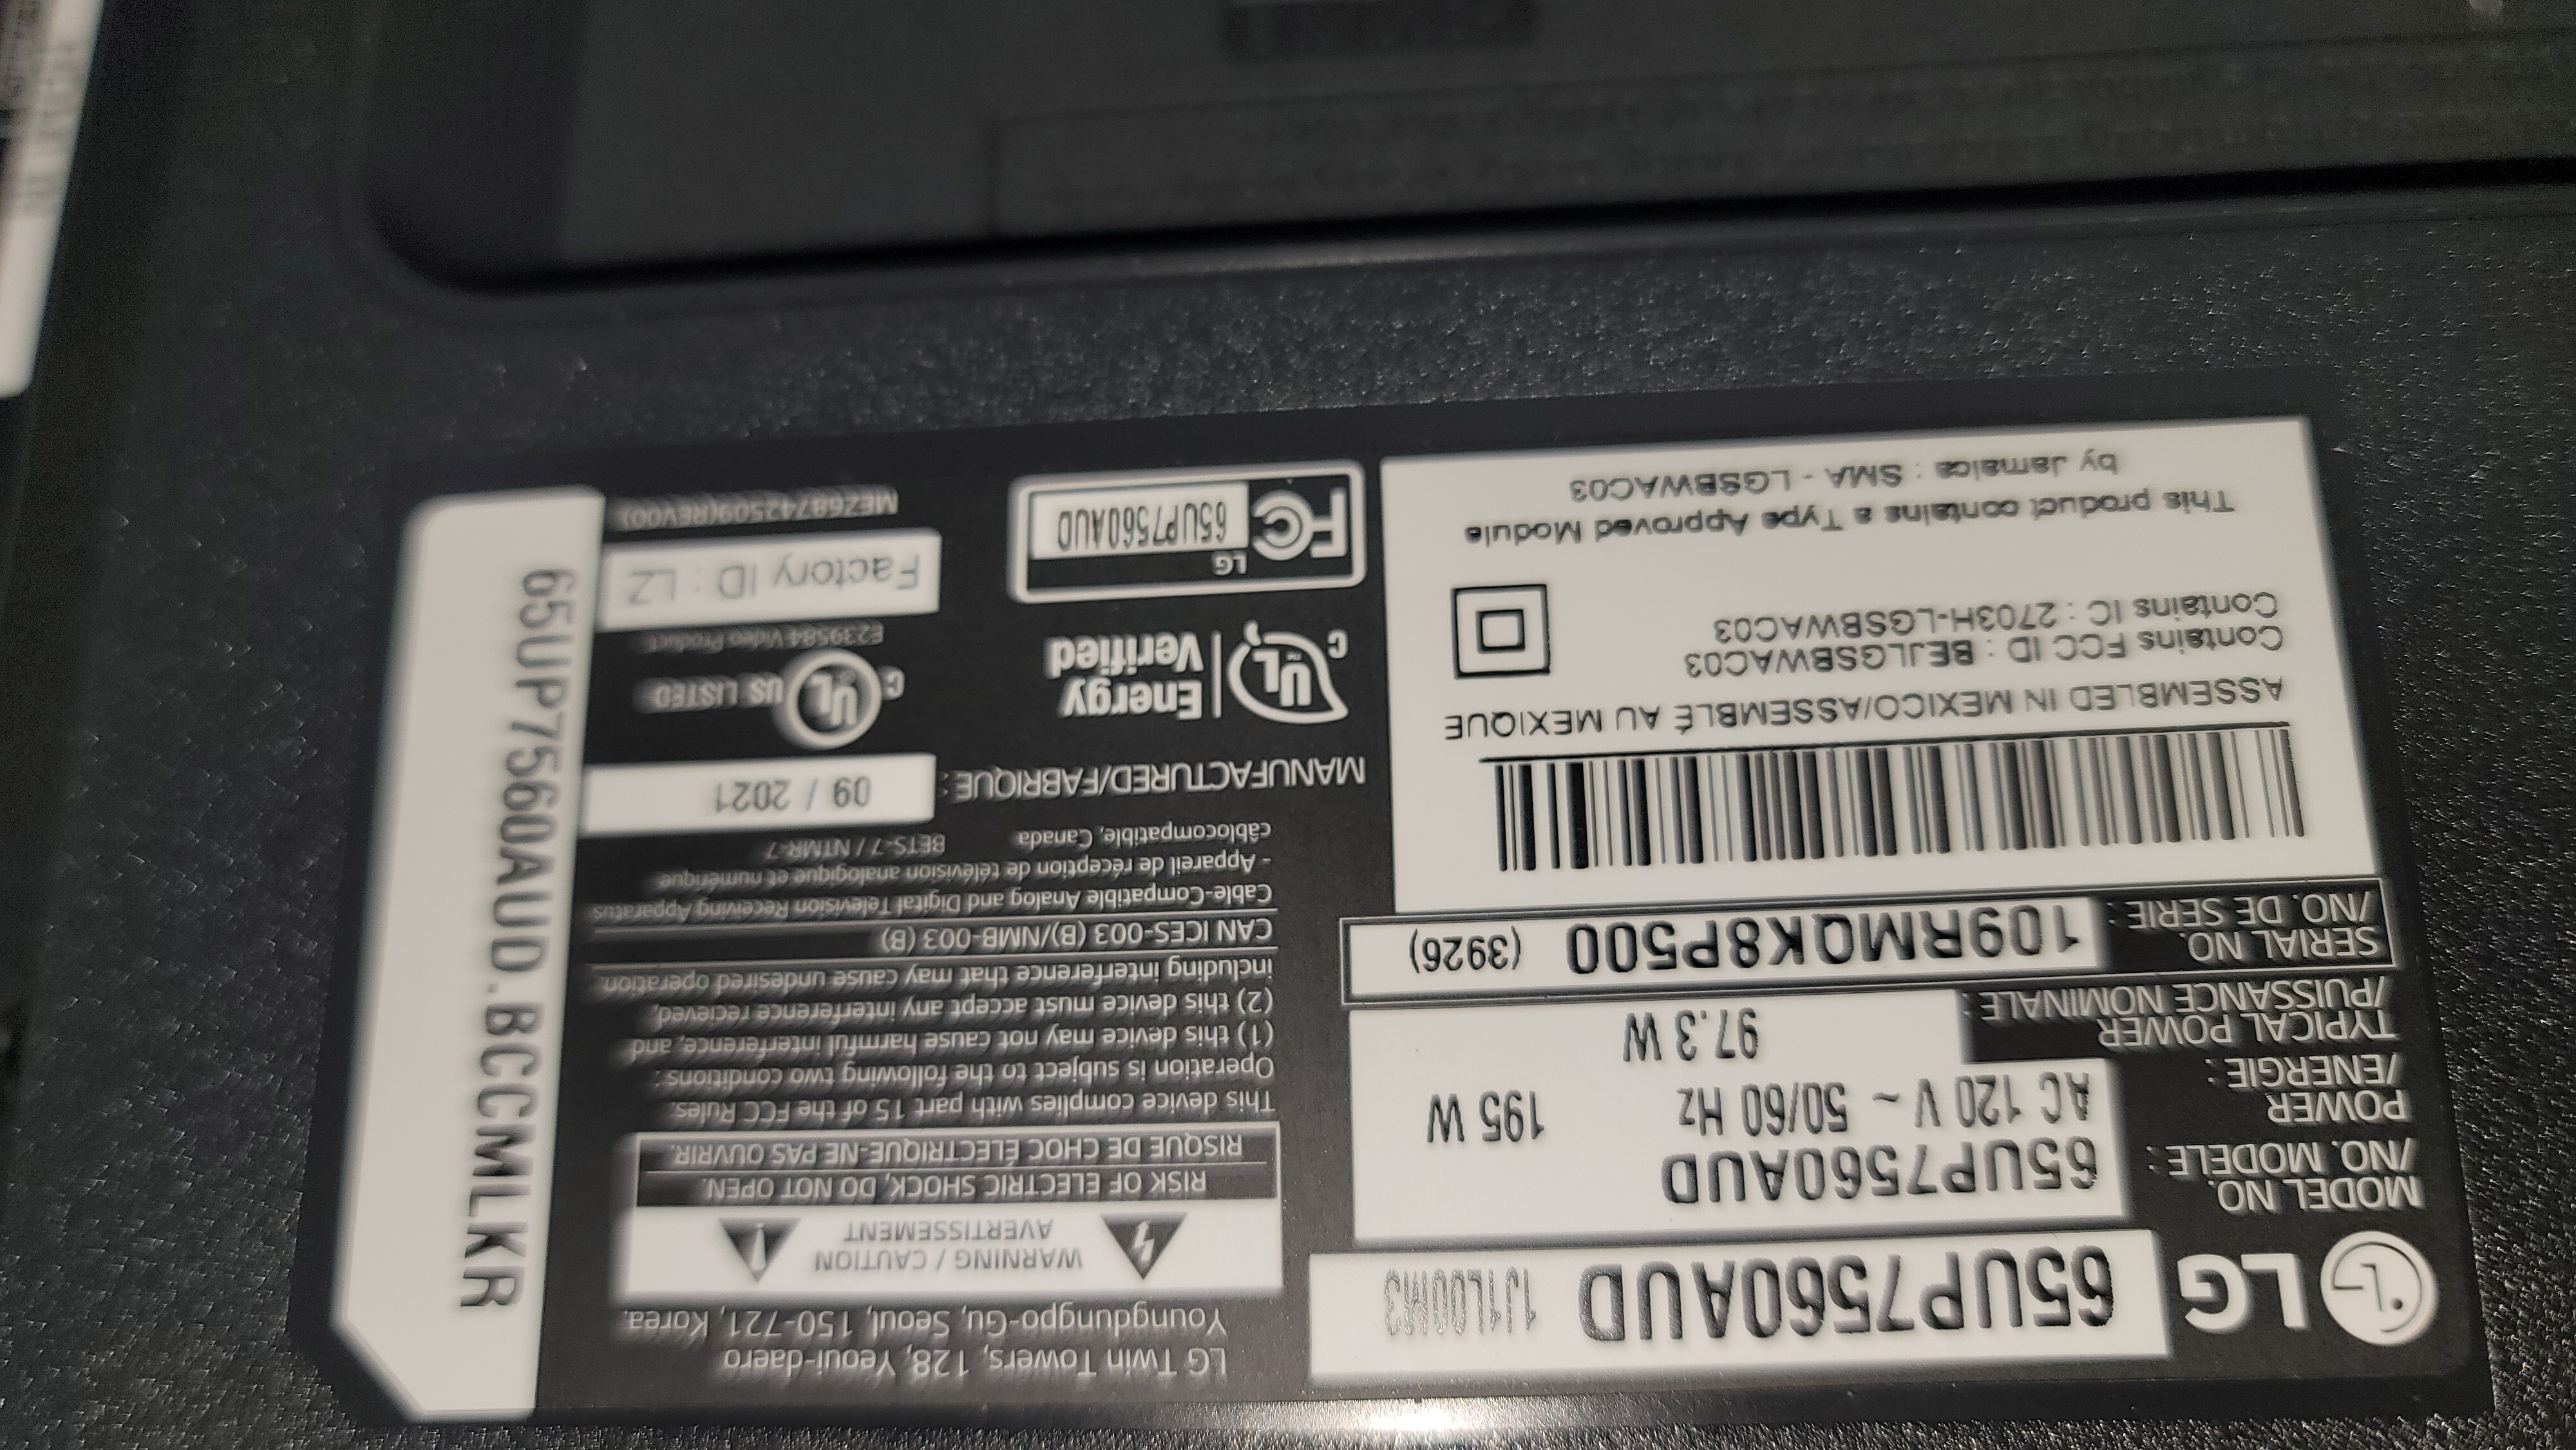 LG 65UP7560AUD 1J1L00M3
MODEL NO.
/NO. MODELE :
65UP7560AUD
POWER
/ENERGIE :
AC 120 V ~ 50/60 Hz 195 W
TYPICAL POWER
/PUISSANCE NOMINALE :
97.3 W
SERIAL NO.
/NO. DE SERIE :
109RMQK8P500 (3926)
ASSEMBLED IN MEXICO/ASSEMBLÉ AU MEXIQUE
Contains FCC ID : BEJLGSBWAC03
Contains IC : 2703H-LGSBWAC03
This product contains a Type Approved Module
by Jamaica : SMA - LGSBWAC03
LG Twin Towers, 128, Yeoui-daero
Youngdungpo-Gu, Seoul, 150-721, Korea.
WARNING / CAUTION
AVERTISSEMENT
RISK OF ELECTRIC SHOCK, DO NOT OPEN.
RISQUE DE CHOC ÉLECTRIQUE-NE PAS OUVRIR.
This device complies with part 15 of the FCC Rules.
Operation is subject to the following two conditions :
(1) this device may not cause harmful interference, and
(2) this device must accept any interference recieved,
including interference that may cause undesired operation.
CAN ICES-003 (B)/NMB-003 (B)
Cable-Compatible Analog and Digital Television Receiving Apparatus
- Appareil de réception de télévision analogique et numérique
câblocompatible, Canada BETS-7 / NTMR-7
MANUFACTURED/FABRIQUE : 09 / 2021
C UL Energy
Verified
C UL US LISTED
E239584 Video Product
FC LG
65UP7560AUD
Factory ID : LZ
MEZ68742509(REV00)
65UP7560AUD.BCCMLKR